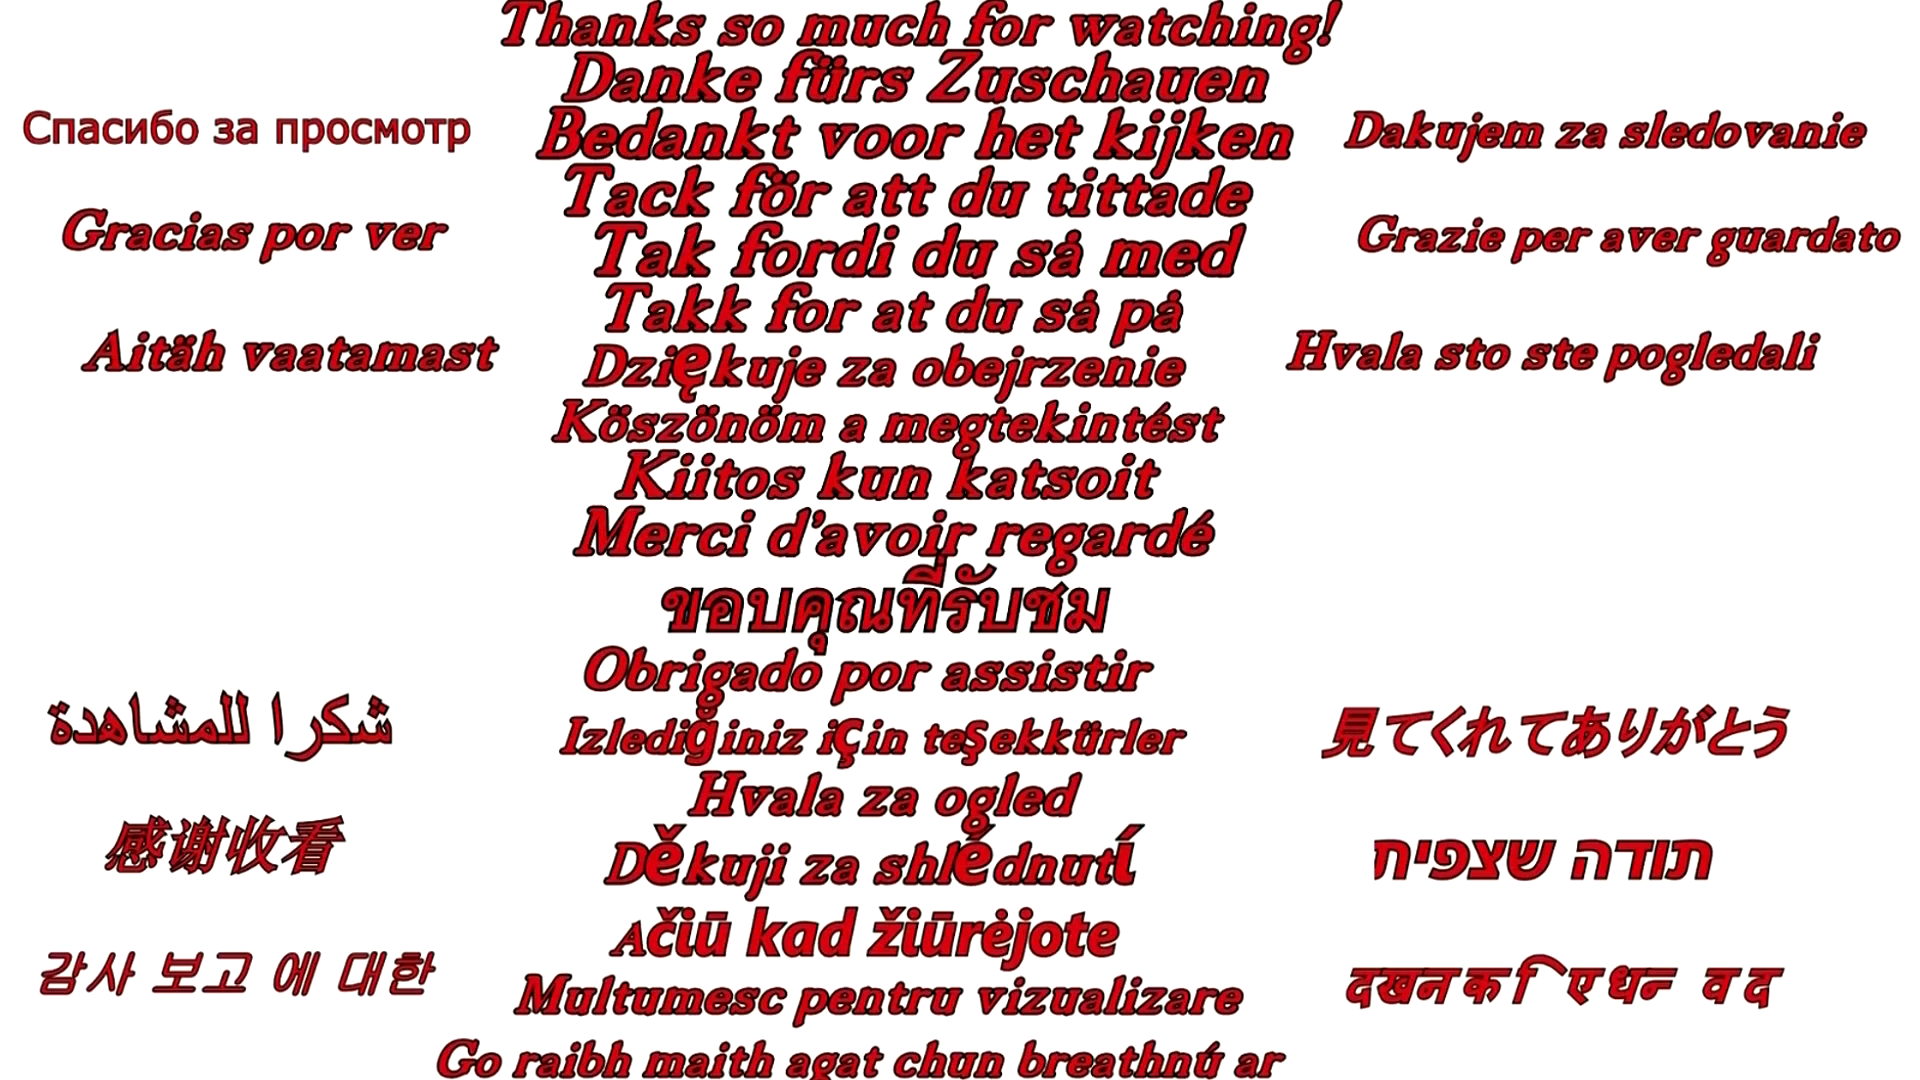 Thanks so much for watching!
Danke fürs Zuschauen
Bedankt voor het kijken
Tack för att du tittade
Tak fordi du så med
Takk for at du så på
Dziękuje za obejrzenie
Köszönöm a megtekintést
Kiitos kun katsoit
Merci d'avoir regardé
ขอบคุณที่รับชม
Obrigado por assistir
Izlediğiniz için teşekkürler
Hvala za ogled
Děkuji za shlédnutí
Ačiū kad žiūrėjote
Multumesc pentru vizualizare
Go raibh maith agat chun breathnú ar
Спасибо за просмотр
Gracias por ver
Aitäh vaatamast
شكرا للمشاهدة
感谢收看
감사 보고 에 대한
Dakujem za sledovanie
Grazie per aver guardato
Hvala sto ste pogledali
見てくれてありがとう
תודה שצפית